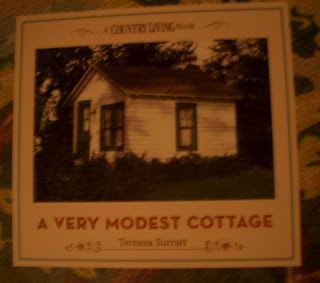 A COUNTRY LIVING Book
A VERY MODEST COTTAGE
Tereasa Surratt